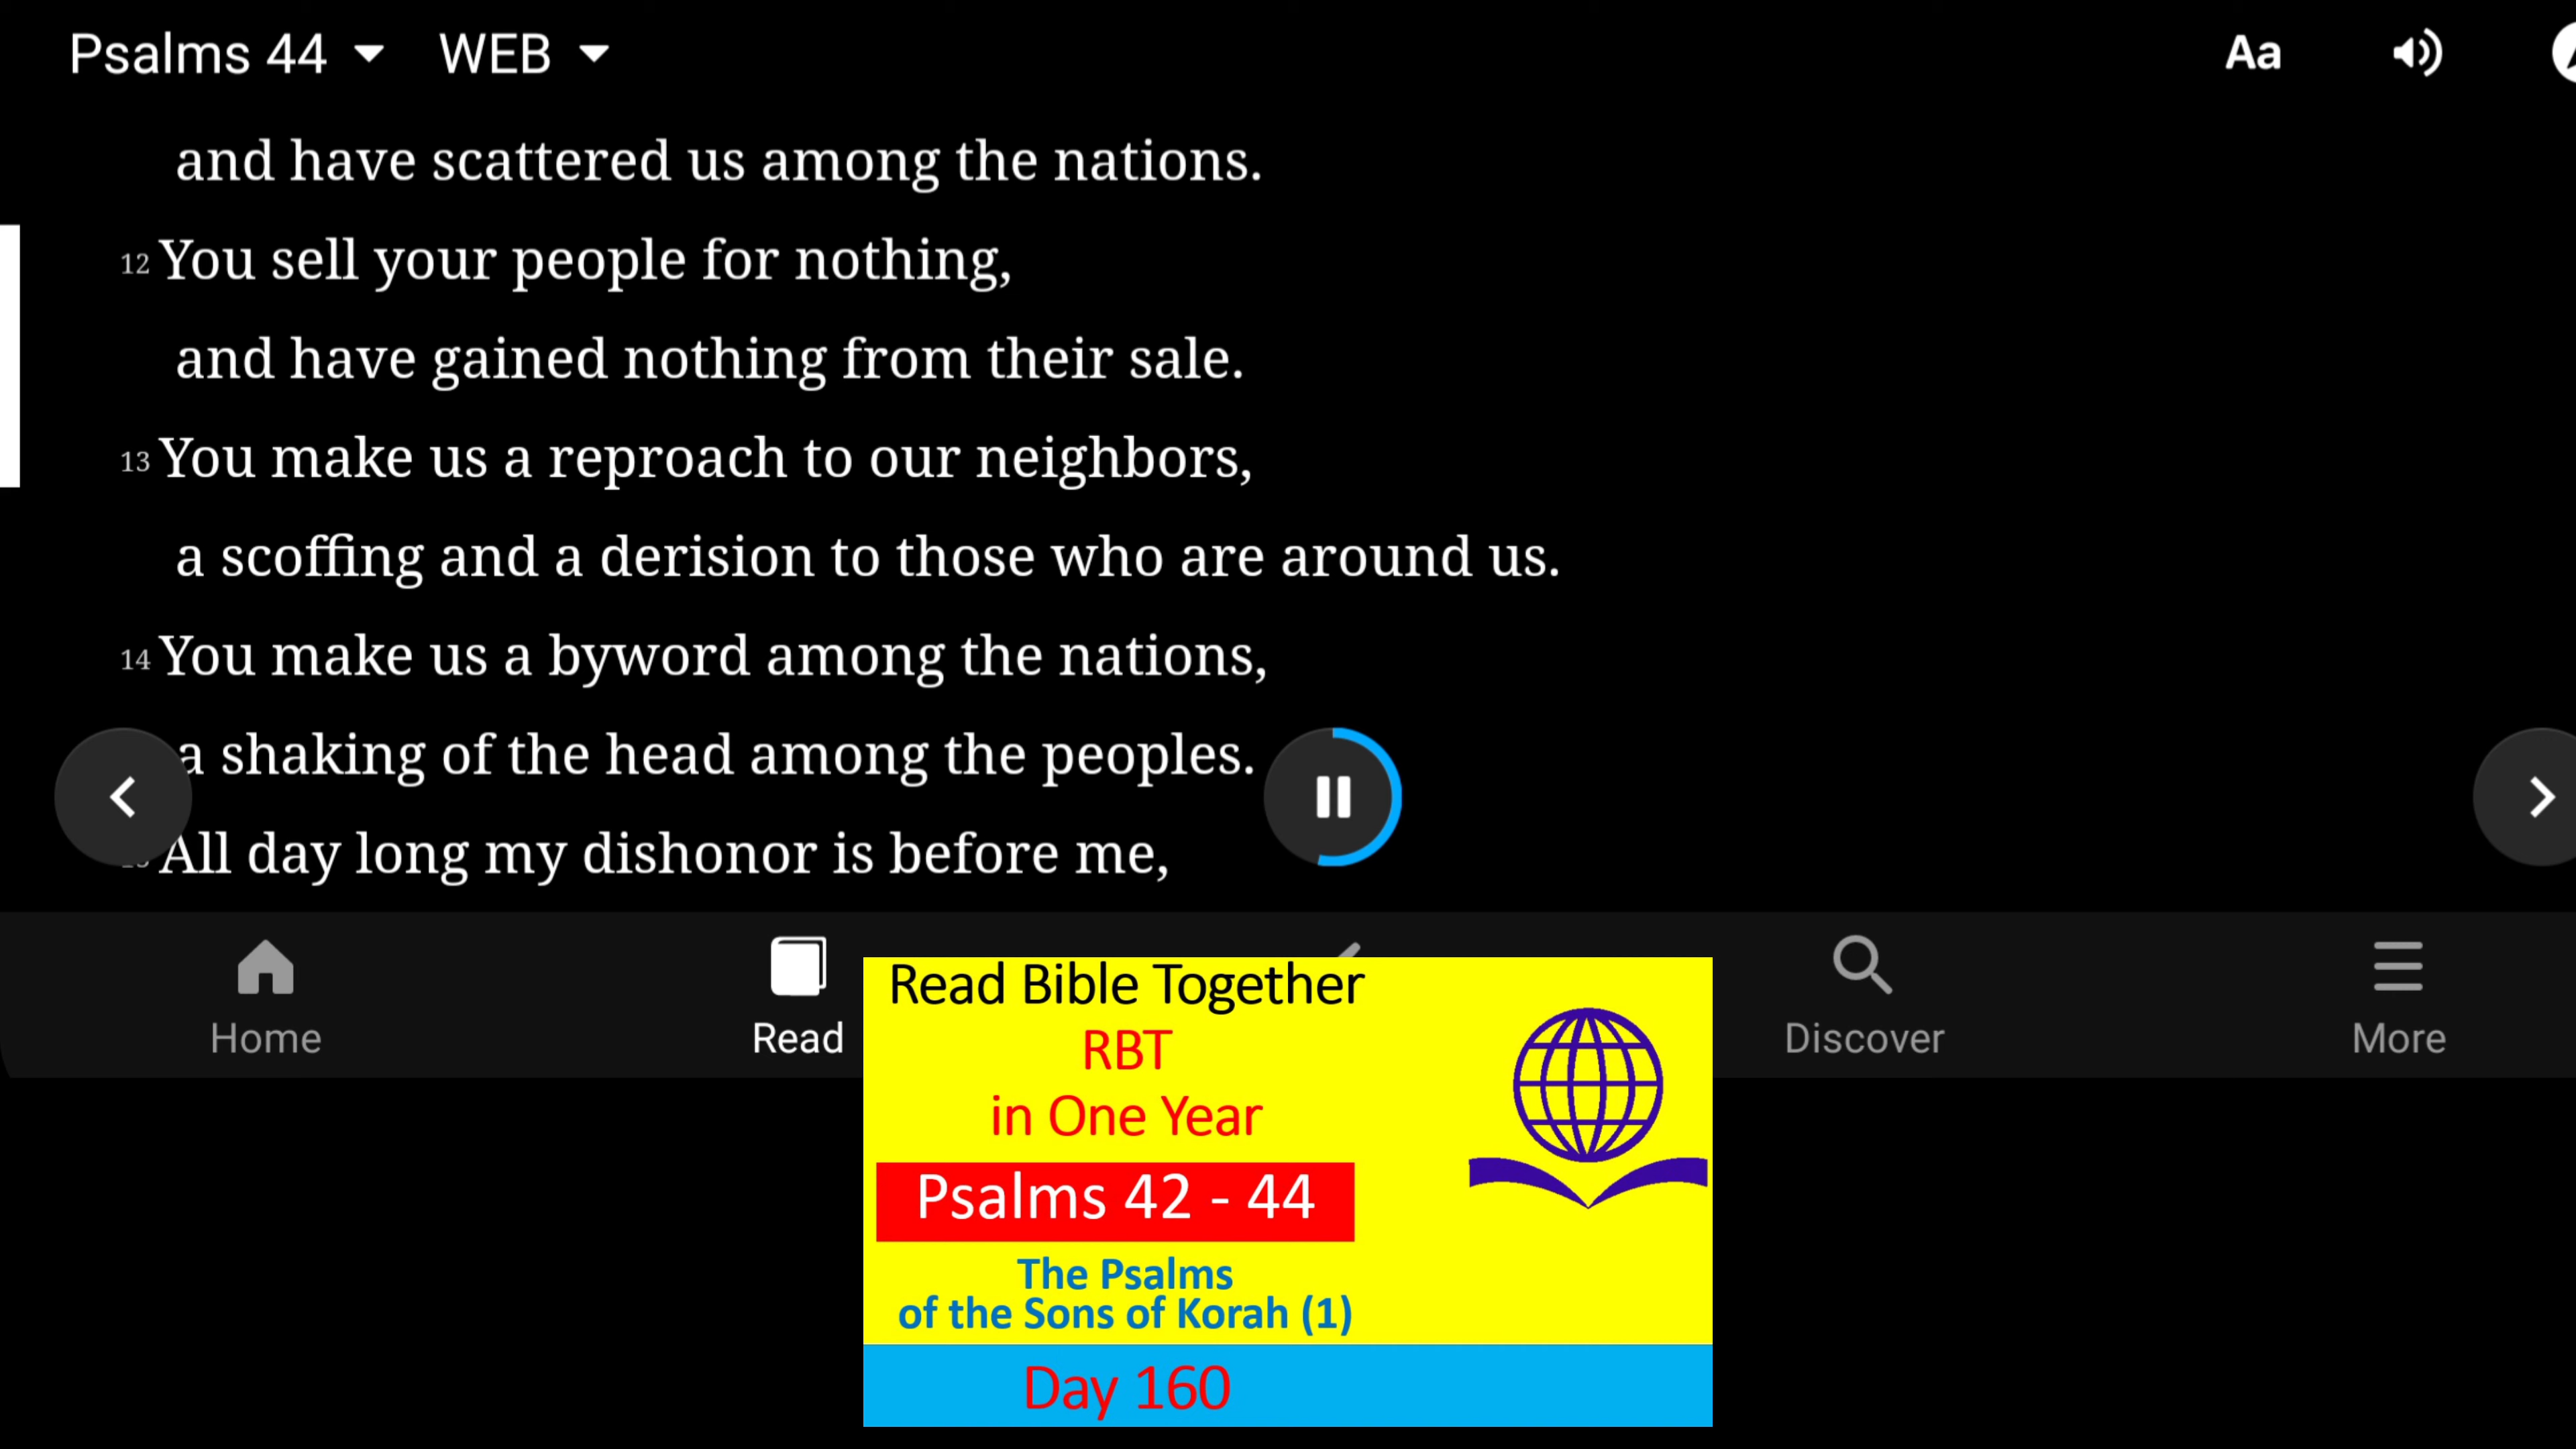 Psalms 44 WEB Aa
and have scattered us among the nations.
12 You sell your people for nothing,
and have gained nothing from their sale.
13 You make us a reproach to our neighbors,
a scoffing and a derision to those who are around us.
14 You make us a byword among the nations,
a shaking of the head among the peoples.
All day long my dishonor is before me,
Home Read Discover More
Read Bible Together
RBT
in One Year
Psalms 42 - 44
The Psalms
of the Sons of Korah (1)
Day 160